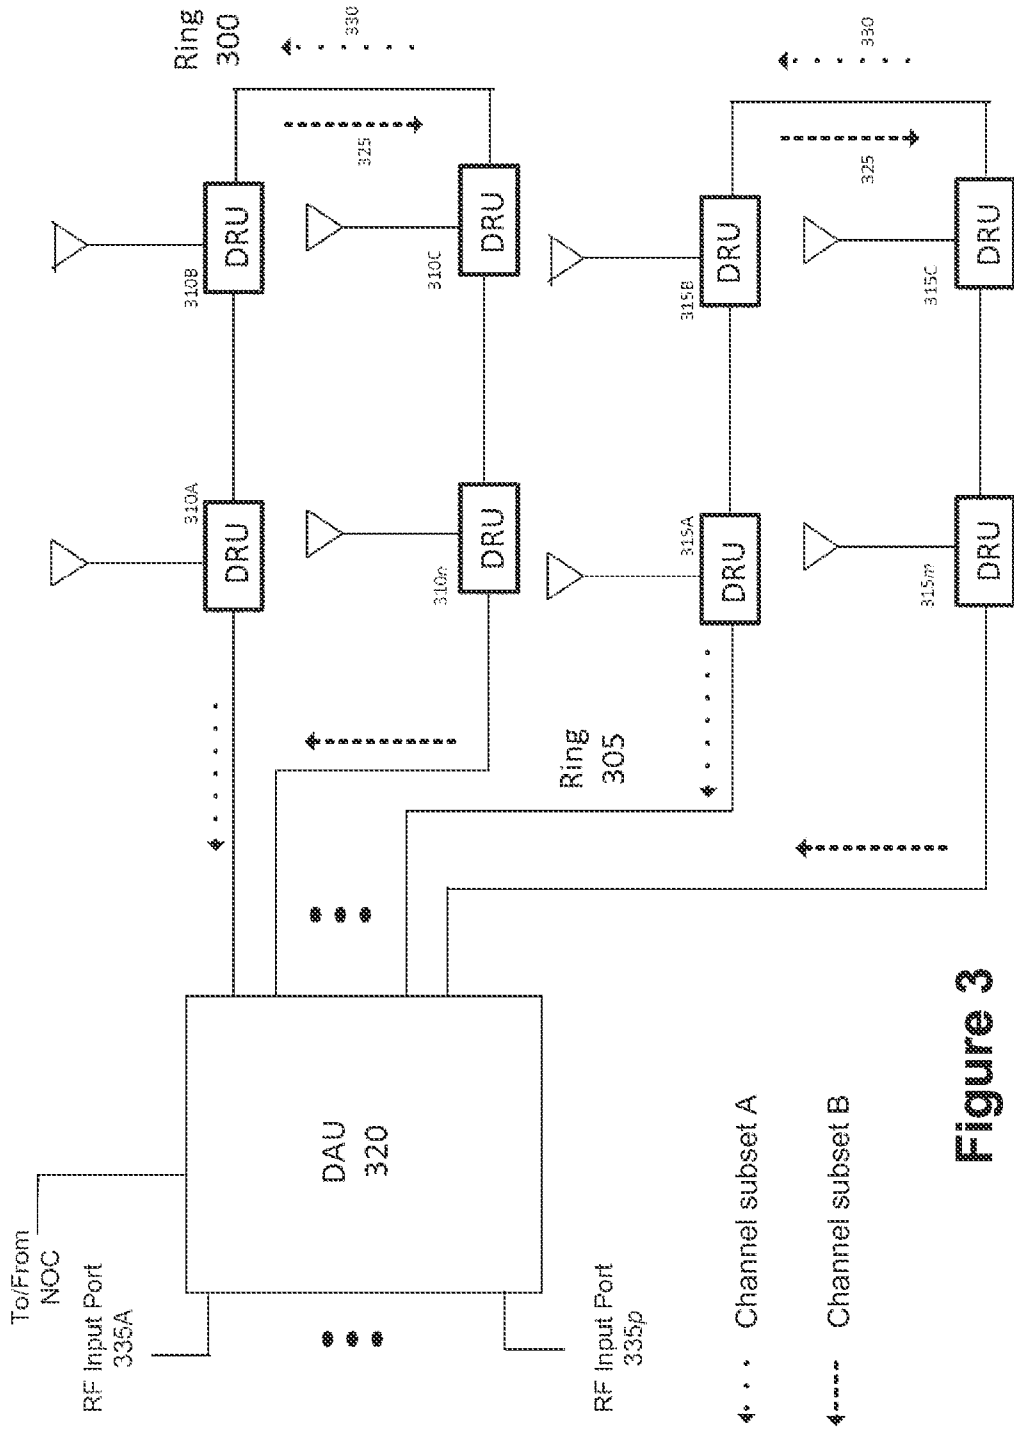 To/From
NOC
RF Input Port
335A
RF Input Port
335p
DAU
320
Ring
300
Ring
305
DRU
310A
DRU
310B
DRU
310C
DRU
310n
DRU
315A
DRU
315B
DRU
315C
DRU
315m
325
330
325
330
Channel subset A
Channel subset B
Figure 3